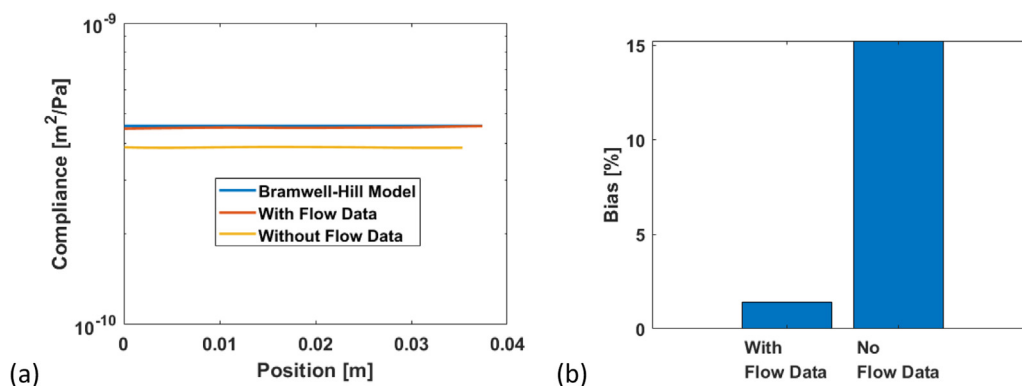 10^-9
Compliance [m^2/Pa]
Bramwell-Hill Model
With Flow Data
Without Flow Data
10^-10
0 0.01 0.02 0.03 0.04
Position [m]
(a)
15
10
5
0
Bias [%]
With No
Flow Data Flow Data
(b)